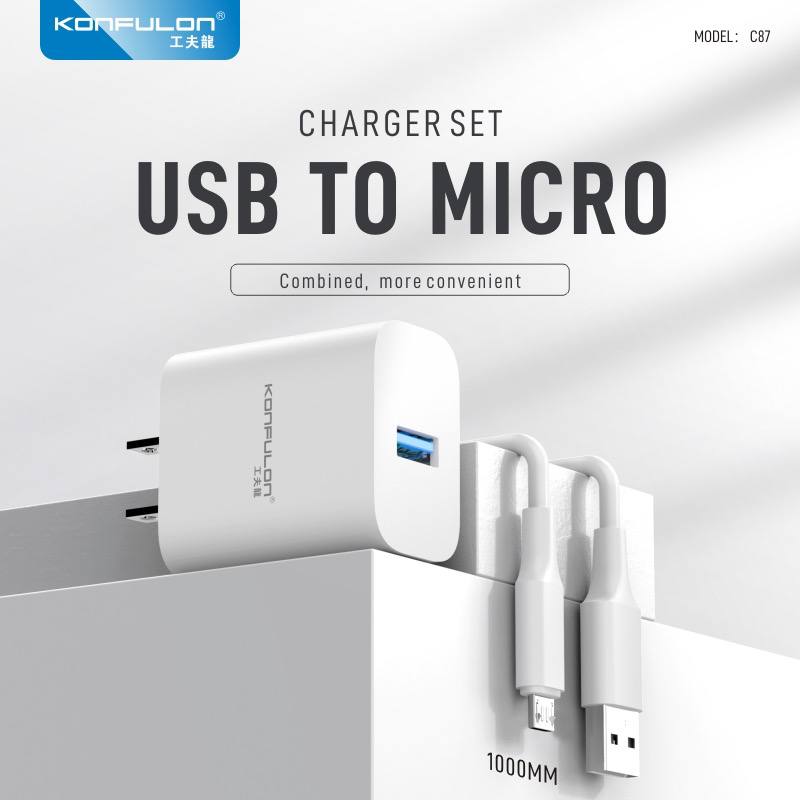 KONFULON®
工夫龍
MODEL: C87
CHARGER SET
USB TO MICRO
Combined, more convenient
KONFULON®
工夫龍
1000MM